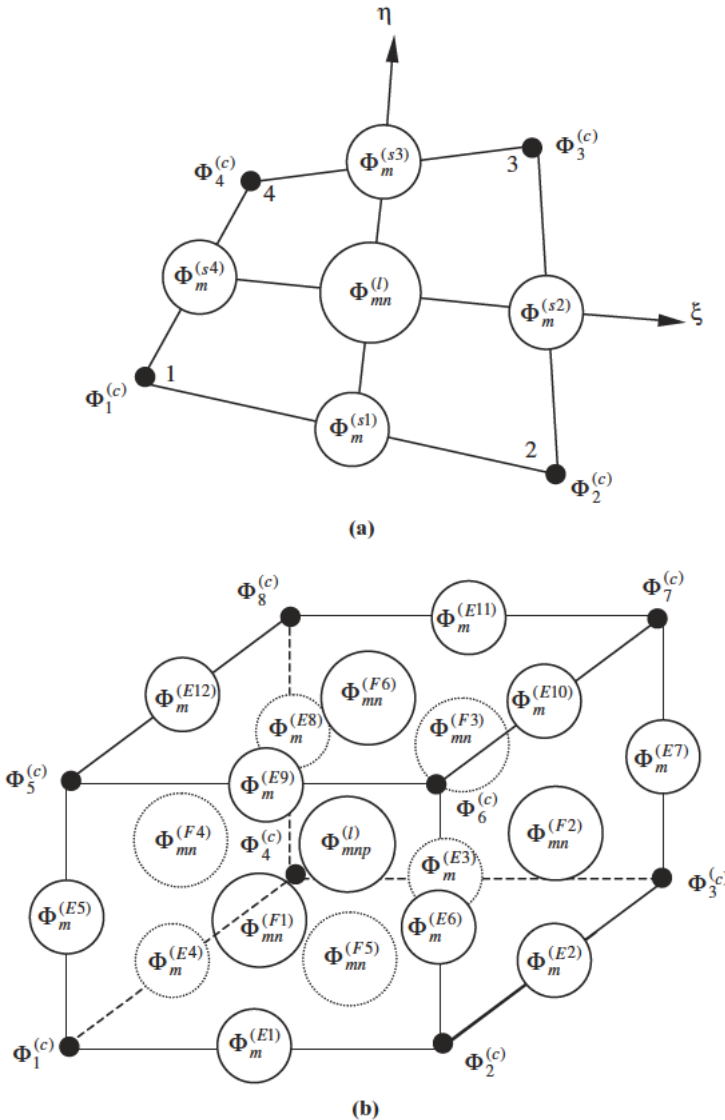 η
Φ_m^(s3)
Φ_3^(c)
3
Φ_4^(c)
4
Φ_m^(s4)
Φ_mn^(l)
Φ_m^(s2)
ξ
1
Φ_1^(c)
Φ_m^(s1)
2
Φ_2^(c)
(a)
Φ_8^(c)
Φ_7^(c)
Φ_m^(E11)
Φ_m^(E12)
Φ_mn^(F6)
Φ_m^(E10)
Φ_m^(E8)
Φ_mn^(F3)
Φ_m^(E7)
Φ_5^(c)
Φ_m^(E9)
Φ_6^(c)
Φ_mn^(F4)
Φ_4^(c)
Φ_mnp^(l)
Φ_mn^(F2)
Φ_m^(E3)
Φ_3^(c)
Φ_m^(E5)
Φ_mn^(F1)
Φ_m^(E6)
Φ_m^(E4)
Φ_mn^(F5)
Φ_m^(E2)
Φ_1^(c)
Φ_m^(E1)
Φ_2^(c)
(b)